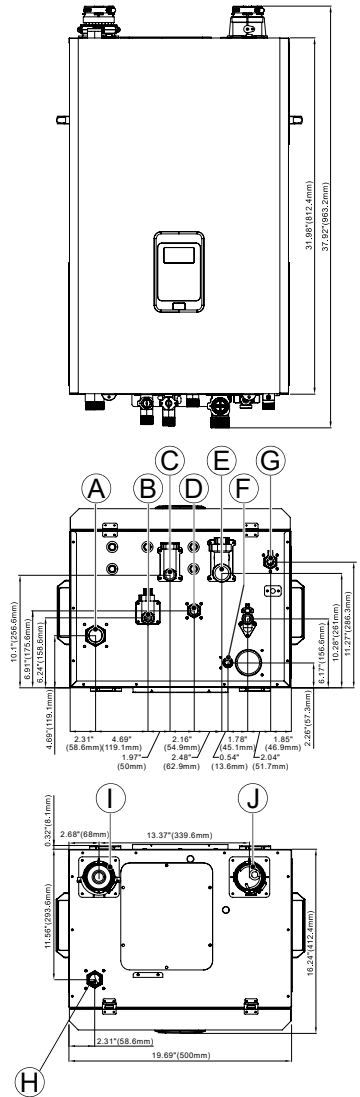 31.98"(812.4mm)
37.92"(963.2mm)
A
B
C
D
E
F
G
10.1"(256.6mm)
6.91"(175.6mm)
6.24"(158.6mm)
4.69"(119.1mm)
2.26"(57.3mm)
6.17"(156.6mm)
10.28"(261mm)
11.27"(286.3mm)
2.31"
(58.6mm)
4.69"
(119.1mm)
1.97"
(50mm)
2.16"
(54.9mm)
2.48"
(62.9mm)
0.54"
(13.6mm)
1.78"
(45.1mm)
2.04"
(51.7mm)
1.85"
(46.9mm)
I
J
0.32"(8.1mm)
2.68"(68mm)
13.37"(339.6mm)
11.56"(293.6mm)
16.24"(412.4mm)
2.31"(58.6mm)
19.69"(500mm)
H